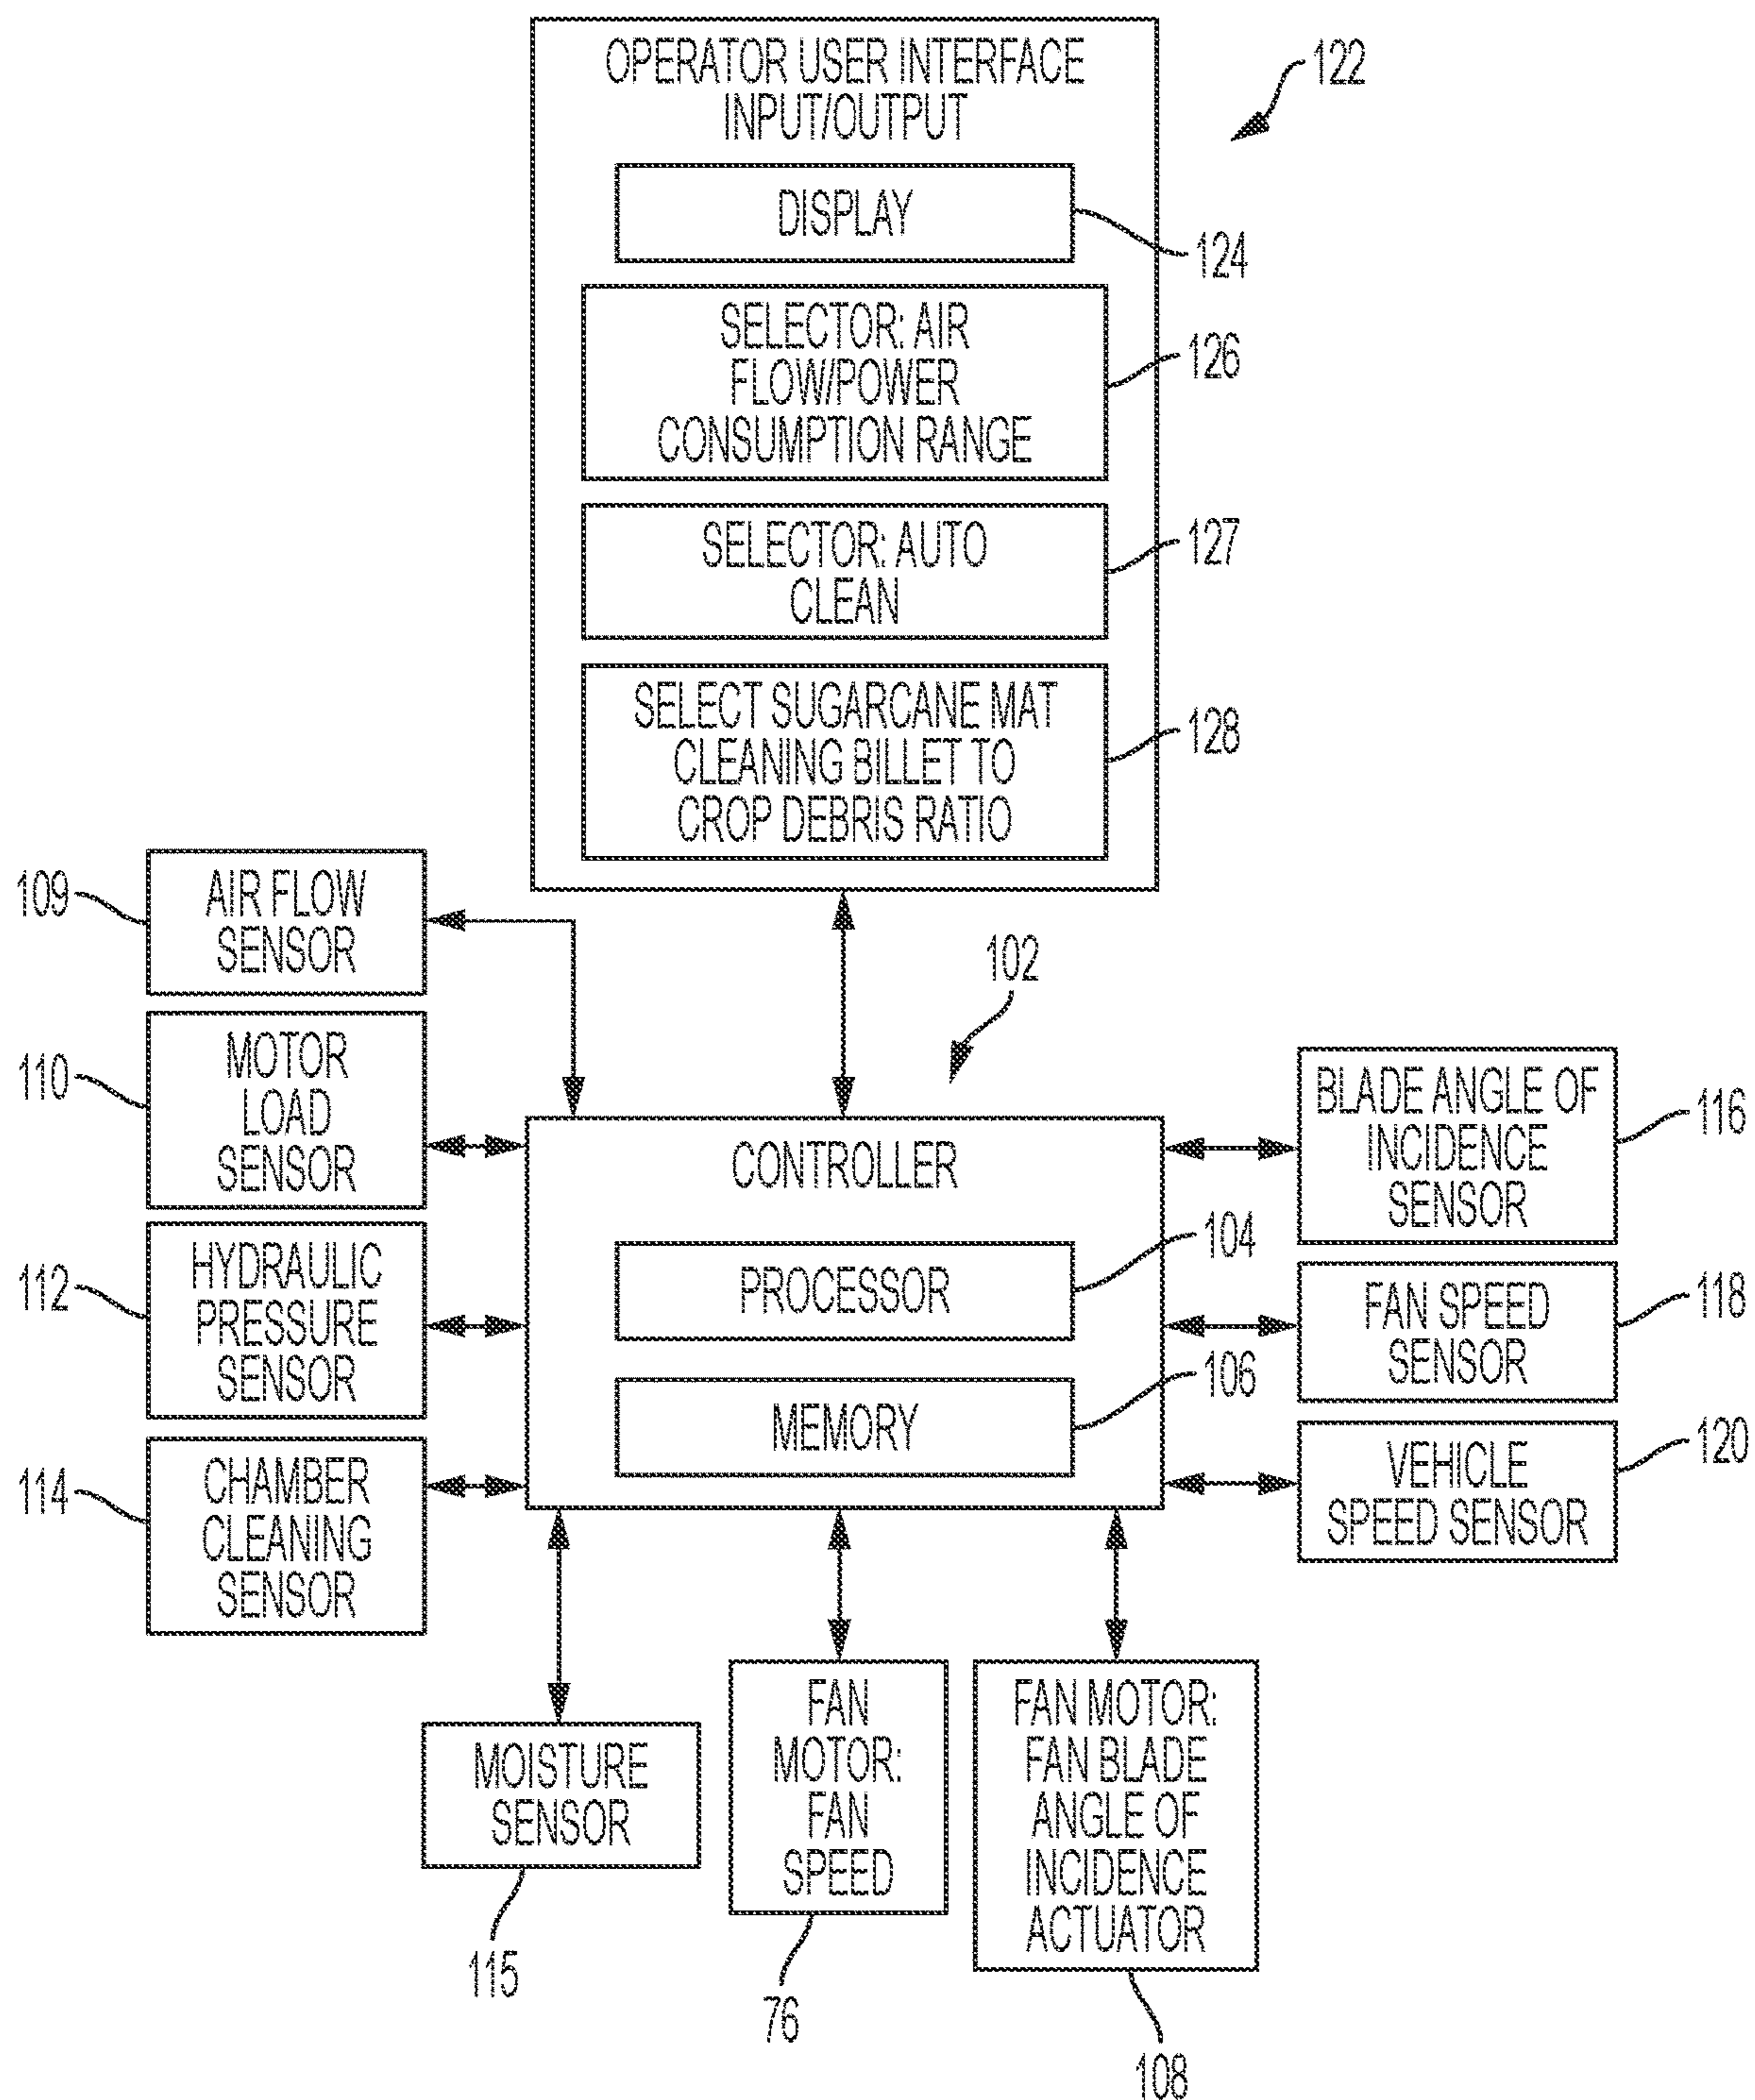 OPERATOR USER INTERFACE
INPUT/OUTPUT
122
DISPLAY
124
SELECTOR: AIR
FLOW/POWER
CONSUMPTION RANGE
126
SELECTOR: AUTO
CLEAN
127
SELECT SUGARCANE MAT
CLEANING BILLET TO
CROP DEBRIS RATIO
128
109
AIR FLOW
SENSOR
102
110
MOTOR
LOAD
SENSOR
112
HYDRAULIC
PRESSURE
SENSOR
114
CHAMBER
CLEANING
SENSOR
CONTROLLER
PROCESSOR
104
MEMORY
106
BLADE ANGLE OF
INCIDENCE
SENSOR
116
FAN SPEED
SENSOR
118
VEHICLE
SPEED SENSOR
120
MOISTURE
SENSOR
115
FAN
MOTOR:
FAN
SPEED
76
FAN MOTOR:
FAN BLADE
ANGLE OF
INCIDENCE
ACTUATOR
108